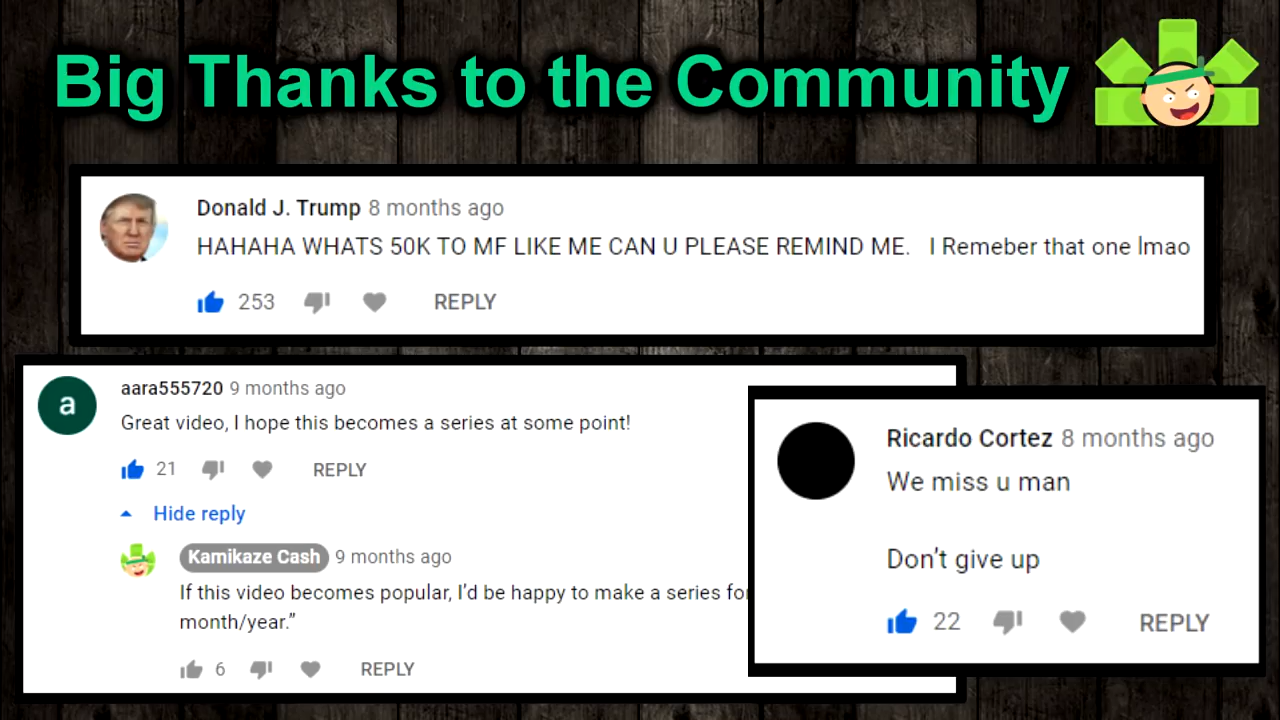 Big Thanks to the Community
Donald J. Trump 8 months ago
HAHAHA WHATS 50K TO MF LIKE ME CAN U PLEASE REMIND ME.   I Remeber that one lmao
253 REPLY
aara555720 9 months ago
a
Great video, I hope this becomes a series at some point!
21 REPLY
Hide reply
Kamikaze Cash 9 months ago
If this video becomes popular, I'd be happy to make a series for
month/year."
6 REPLY
Ricardo Cortez 8 months ago
We miss u man
Don't give up
22 REPLY